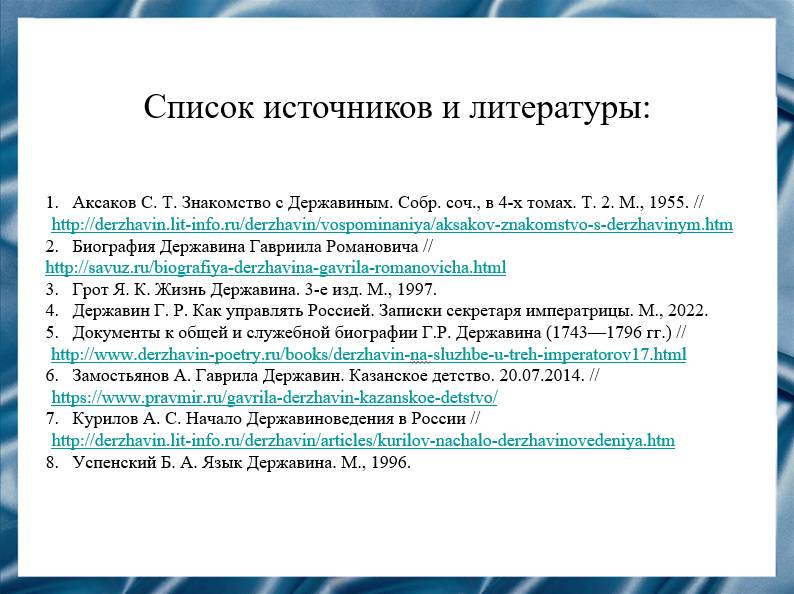 Список источников и литературы:
1. Аксаков С. Т. Знакомство с Державиным. Собр. соч., в 4-х томах. Т. 2. М., 1955. //
http://derzhavin.lit-info.ru/derzhavin/vospominaniya/aksakov-znakomstvo-s-derzhavinym.htm
2. Биография Державина Гавриила Романовича //
http://savuz.ru/biografiya-derzhavina-gavrila-romanovicha.html
3. Грот Я. К. Жизнь Державина. 3-е изд. М., 1997.
4. Державин Г. Р. Как управлять Россией. Записки секретаря императрицы. М., 2022.
5. Документы к общей и служебной биографии Г.Р. Державина (1743—1796 гг.) //
http://www.derzhavin-poetry.ru/books/derzhavin-na-sluzhbe-u-treh-imperatorov17.html
6. Замостьянов А. Гаврила Державин. Казанское детство. 20.07.2014. //
https://www.pravmir.ru/gavrila-derzhavin-kazanskoe-detstvo/
7. Курилов А. С. Начало Державиноведения в России //
http://derzhavin.lit-info.ru/derzhavin/articles/kurilov-nachalo-derzhavinovedeniya.htm
8. Успенский Б. А. Язык Державина. М., 1996.